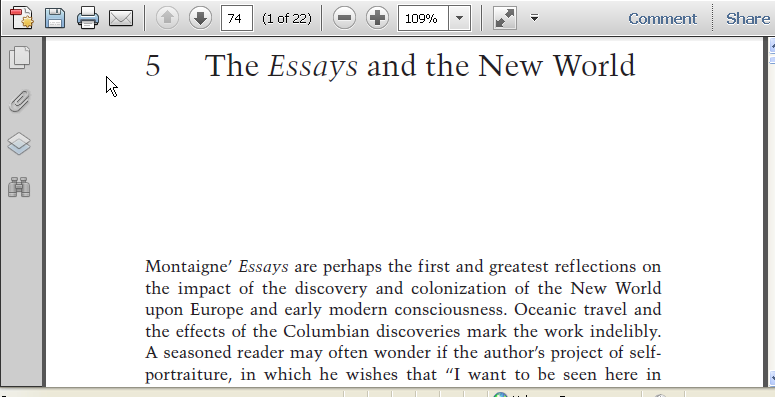 74 (1 of 22) 109% Comment Share
5 The Essays and the New World
Montaigne' Essays are perhaps the first and greatest reflections on
the impact of the discovery and colonization of the New World
upon Europe and early modern consciousness. Oceanic travel and
the effects of the Columbian discoveries mark the work indelibly.
A seasoned reader may often wonder if the author's project of self-
portraiture, in which he wishes that “I want to be seen here in